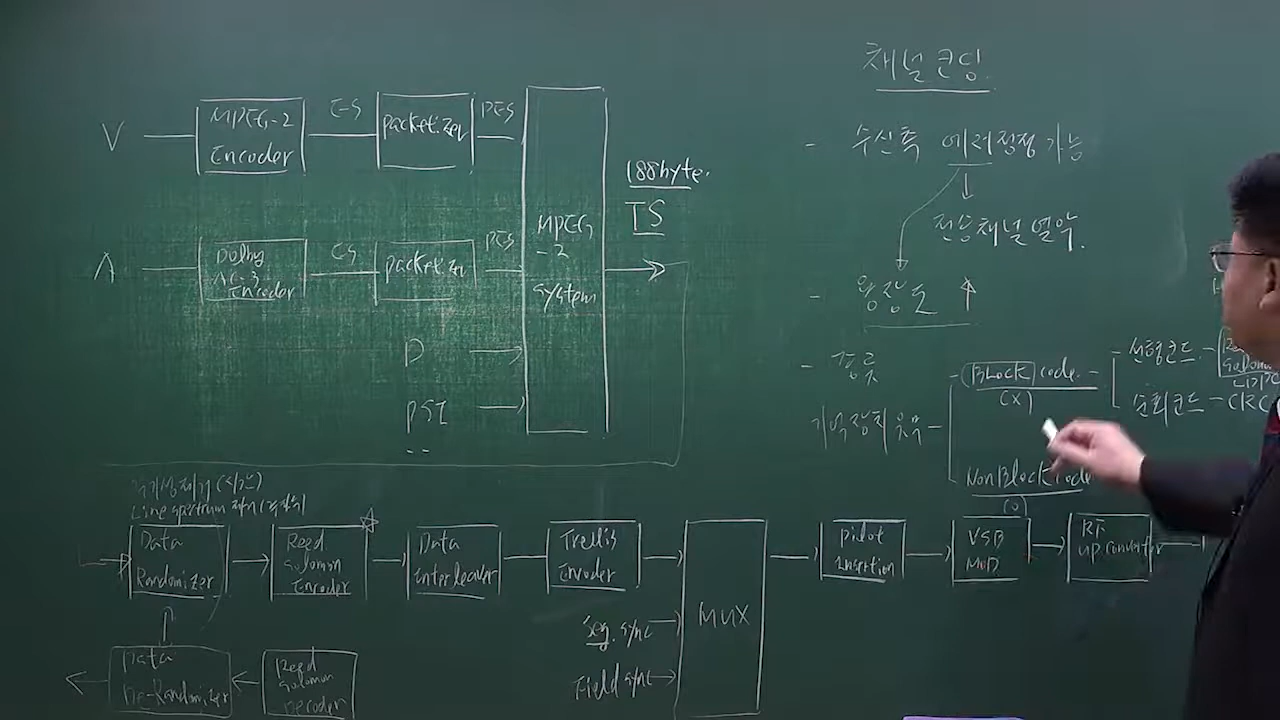 채널코딩
V
MPEG-2
Encoder
ES
packetizer
PES
- 수신측 에러정정 가능
188byte.
TS
MPEG
-2
system
전송채널 열악.
A
Dolby
AC-3
Encoder
ES
packetizer
PES
D
PSI
- 종류
기억장치 유무
- Block code. -
(X)
- 선형코드 -
순회코드 - CRC
Non Block code
(O)
Line spectrum
Data
Randomizer
Reed
Solomon
Encoder
Data
Interleaver
Trellis
Encoder
MUX
pilot
insertion
VSB
MOD
RF
up converter
Seg. sync
Field sync
Data
De-Randomizer
Reed
Solomon
Decoder